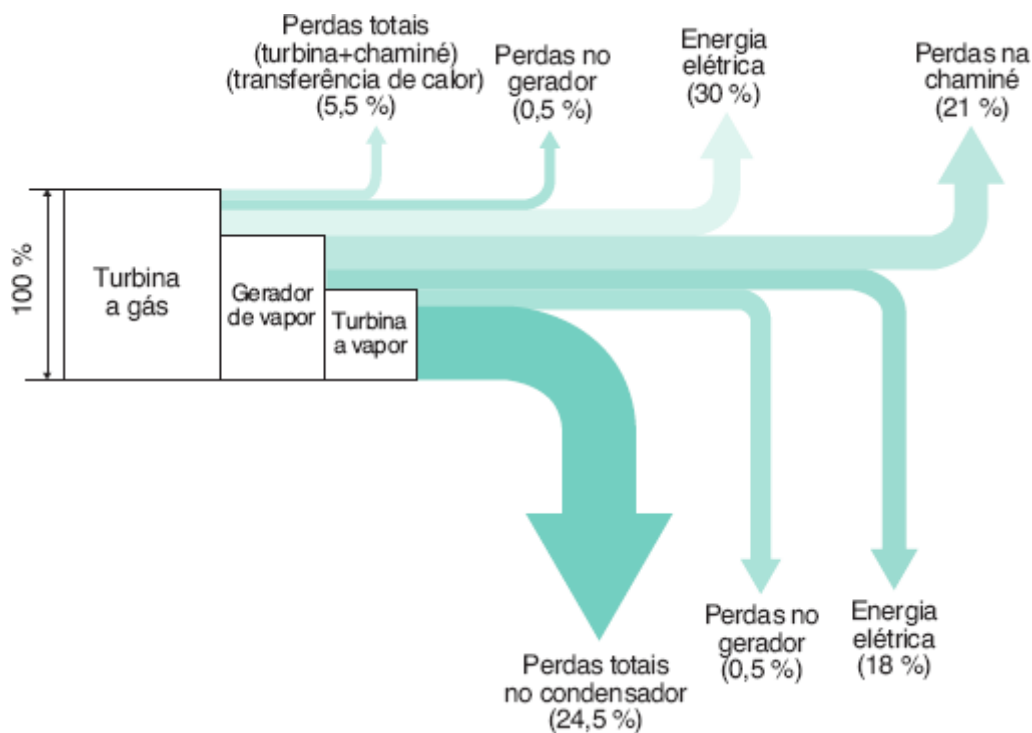 Perdas totais
(turbina+chaminé)
(transferência de calor)
(5,5 %)
Perdas no
gerador
(0,5 %)
Energia
elétrica
(30 %)
Perdas na
chaminé
(21 %)
100 %
Turbina
a gás
Gerador
de vapor
Turbina
a vapor
Perdas totais
no condensador
(24,5 %)
Perdas no
gerador
(0,5 %)
Energia
elétrica
(18 %)